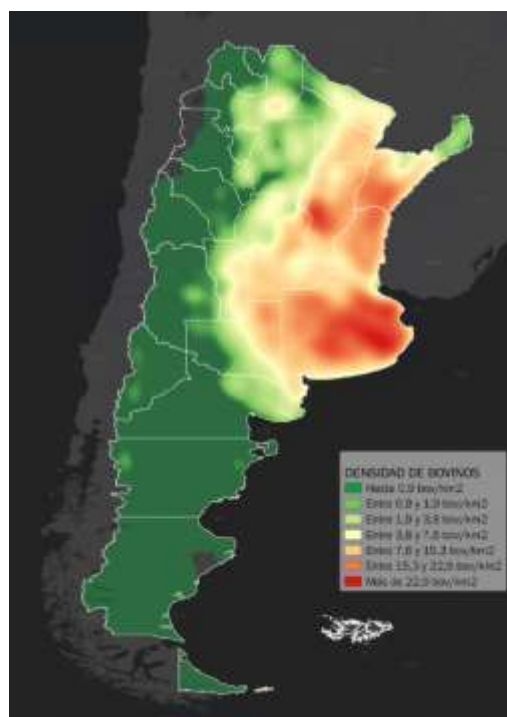 DENSIDAD DE BOVINOS
Hasta 0,9 bov/km2
Entre 0,9 y 1,9 bov/km2
Entre 1,9 y 3,8 bov/km2
Entre 3,8 y 7,6 bov/km2
Entre 7,6 y 15,3 bov/km2
Entre 15,3 y 22,9 bov/km2
Más de 22,9 bov/km2